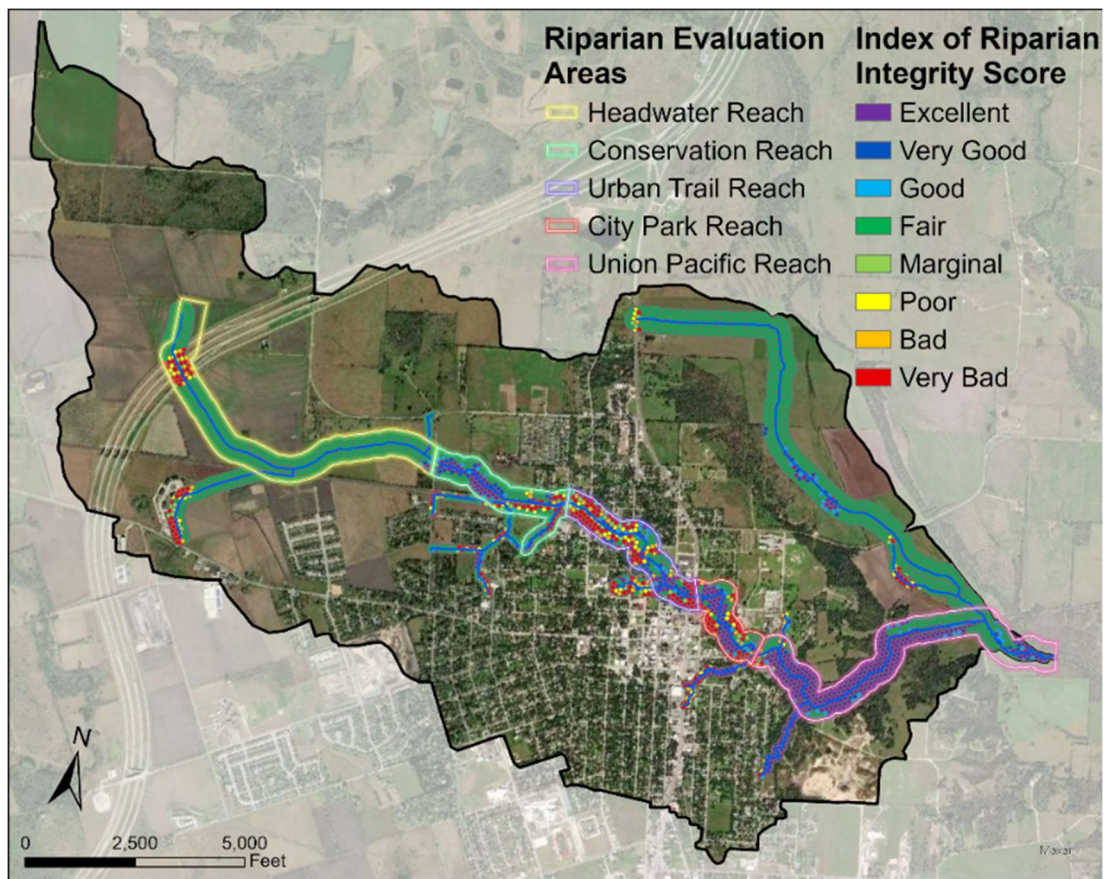 Riparian Evaluation
Areas
Headwater Reach
Conservation Reach
Urban Trail Reach
City Park Reach
Union Pacific Reach
Index of Riparian
Integrity Score
Excellent
Very Good
Good
Fair
Marginal
Poor
Bad
Very Bad
N
0 2,500 5,000
Feet
Maxar